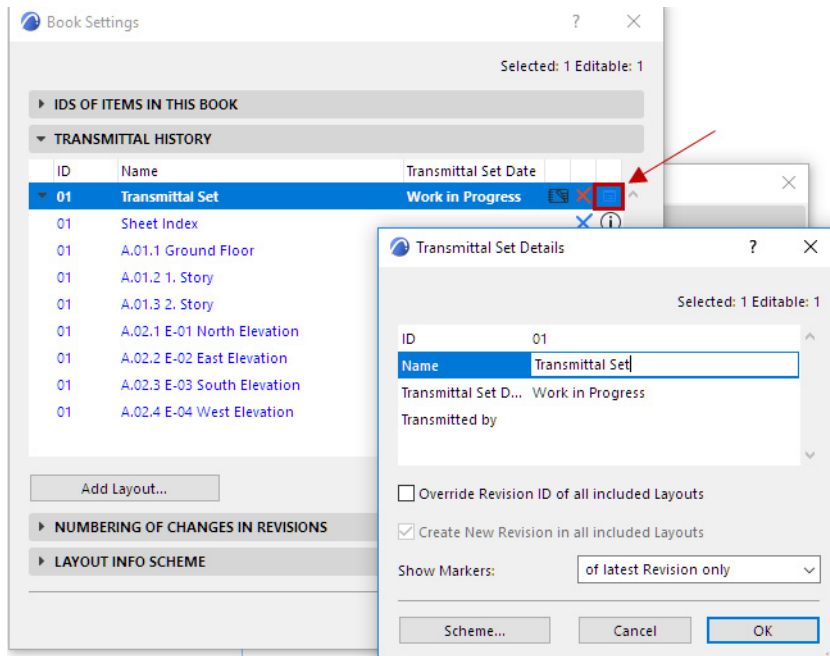 Book Settings
?
Selected: 1 Editable: 1
IDS OF ITEMS IN THIS BOOK
TRANSMITTAL HISTORY
ID Name Transmittal Set Date
01 Transmittal Set Work in Progress
01 Sheet Index
01 A.01.1 Ground Floor
01 A.01.2 1. Story
01 A.01.3 2. Story
01 A.02.1 E-01 North Elevation
01 A.02.2 E-02 East Elevation
01 A.02.3 E-03 South Elevation
01 A.02.4 E-04 West Elevation
Add Layout...
NUMBERING OF CHANGES IN REVISIONS
LAYOUT INFO SCHEME
Transmittal Set Details
?
Selected: 1 Editable: 1
ID 01
Name Transmittal Set
Transmittal Set D... Work in Progress
Transmitted by
Override Revision ID of all included Layouts
Create New Revision in all included Layouts
Show Markers: of latest Revision only
Scheme... Cancel OK